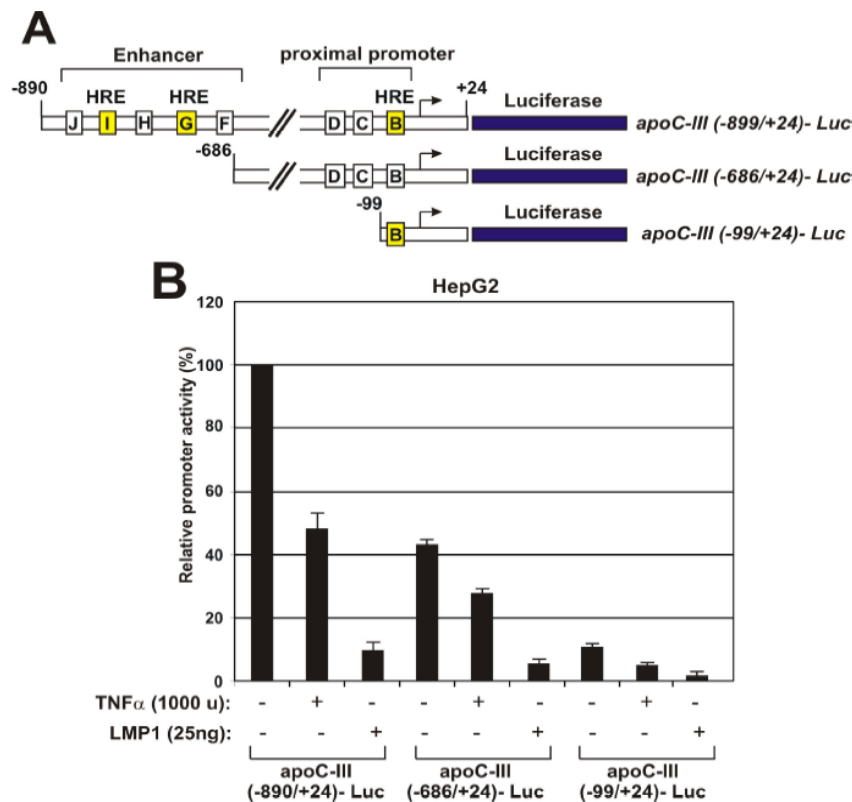 A
Enhancer
proximal promoter
-890
HRE
HRE
HRE
+24
Luciferase
J I H G F D C B
apoC-III (-899/+24)- Luc
-686
Luciferase
D C B
apoC-III (-686/+24)- Luc
-99
Luciferase
B
apoC-III (-99/+24)- Luc
B
HepG2
Relative promoter activity (%)
120
100
80
60
40
20
0
TNFα (1000 u): - + - - + - - + -
LMP1 (25ng): - - + - - + - - +
apoC-III
(-890/+24)- Luc
apoC-III
(-686/+24)- Luc
apoC-III
(-99/+24)- Luc